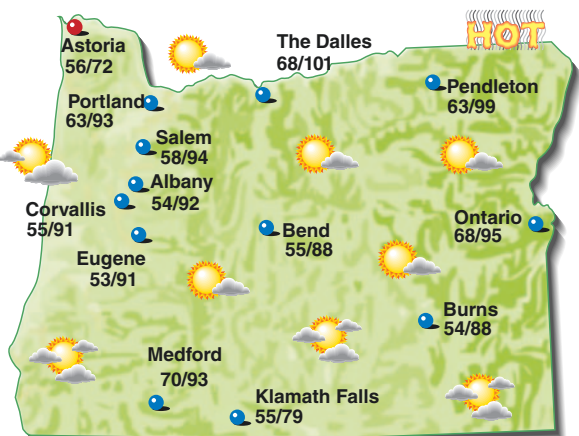 HOT
Astoria
56/72
The Dalles
68/101
Pendleton
63/99
Portland
63/93
Salem
58/94
Albany
54/92
Corvallis
55/91
Eugene
53/91
Bend
55/88
Ontario
68/95
Burns
54/88
Medford
70/93
Klamath Falls
55/79